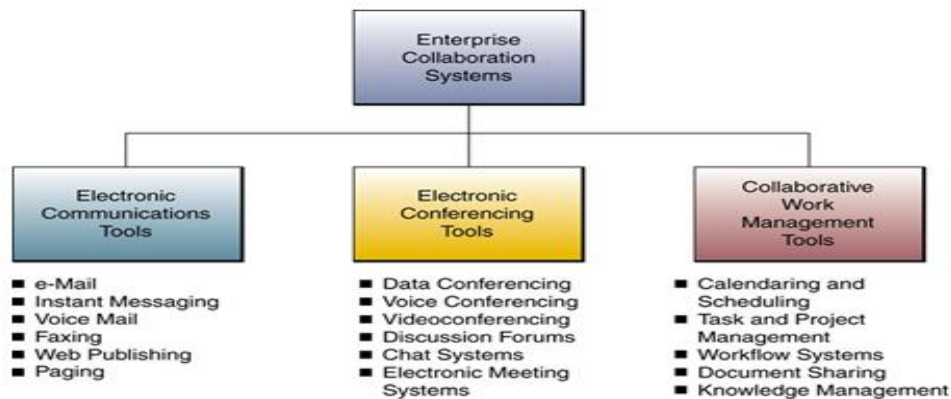 Enterprise
Collaboration
Systems
Electronic
Communications
Tools
■ e-Mail
■ Instant Messaging
■ Voice Mail
■ Faxing
■ Web Publishing
■ Paging
Electronic
Conferencing
Tools
■ Data Conferencing
■ Voice Conferencing
■ Videoconferencing
■ Discussion Forums
■ Chat Systems
■ Electronic Meeting
Systems
Collaborative
Work
Management
Tools
■ Calendaring and
Scheduling
■ Task and Project
Management
■ Workflow Systems
■ Document Sharing
■ Knowledge Management